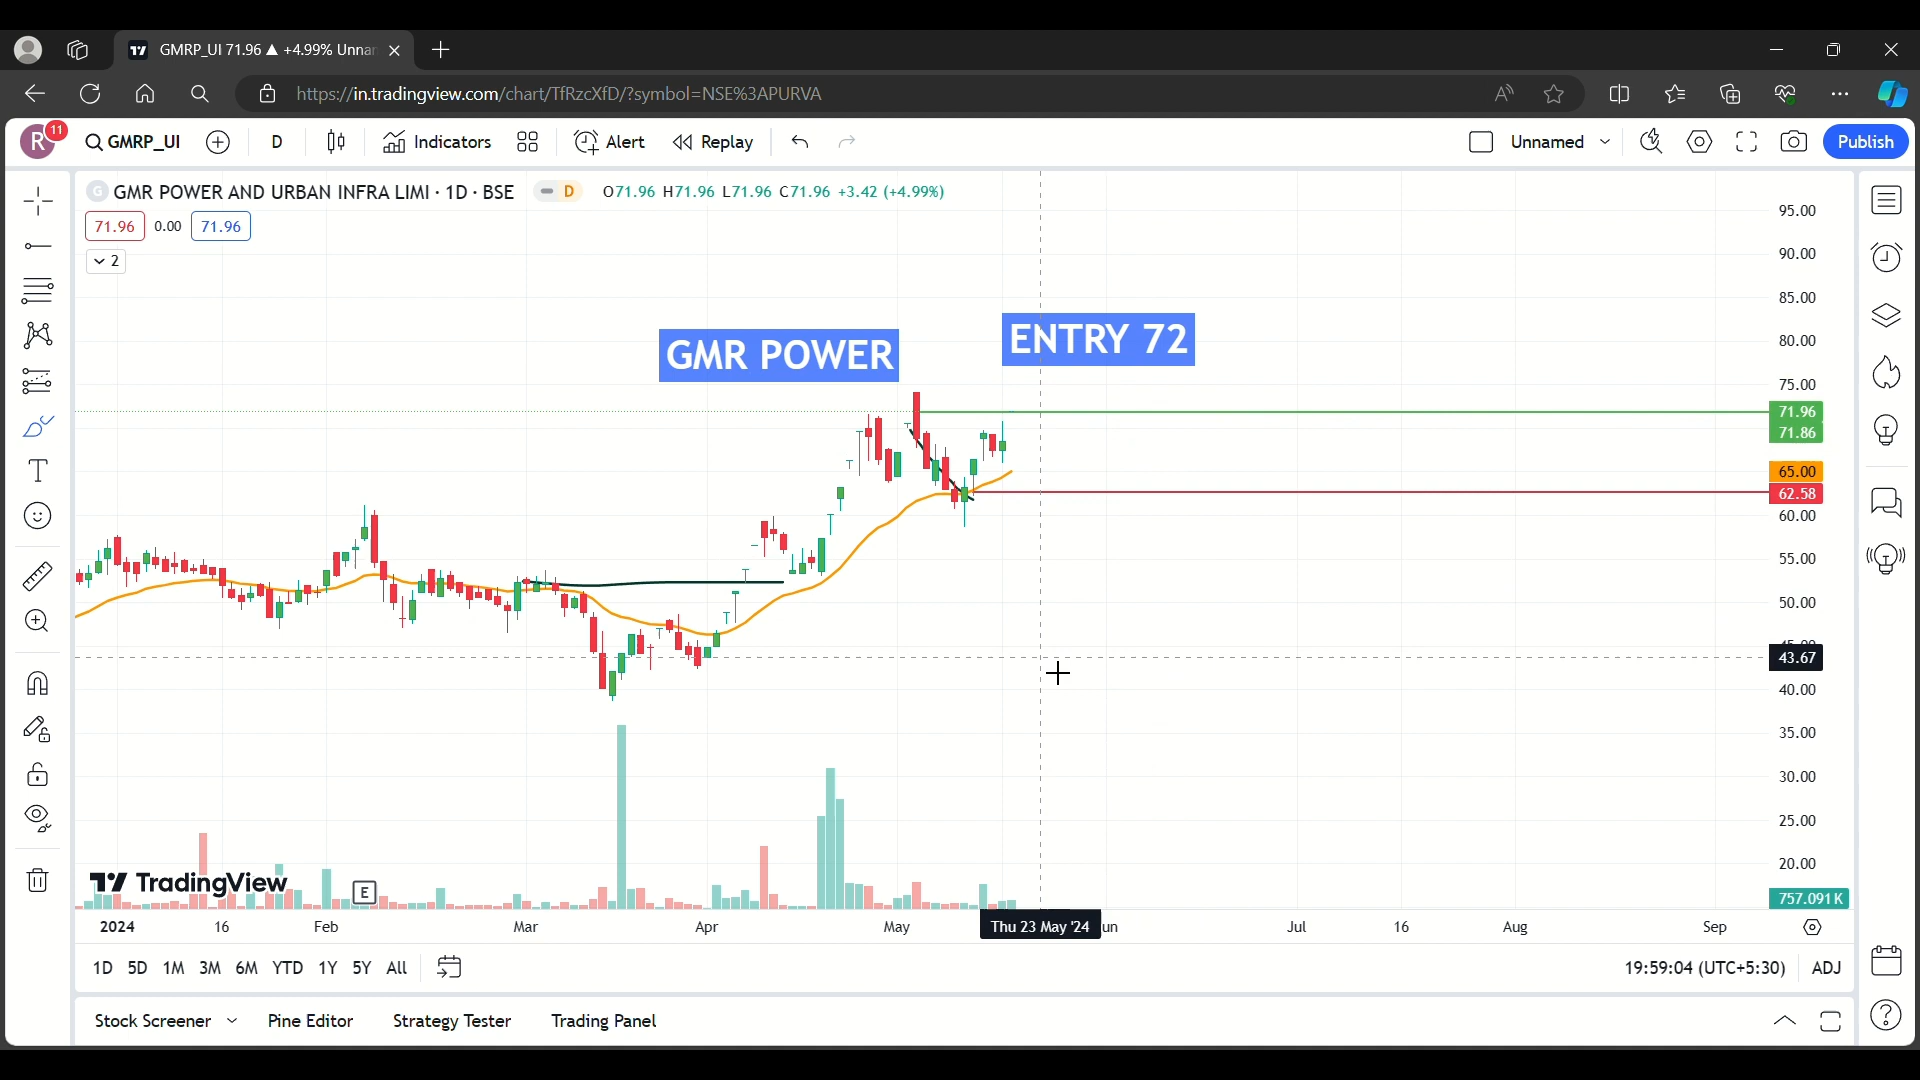 GMRP_UI 71.96 ▲ +4.99% Unna
https://in.tradingview.com/chart/TfRzcXfD/?symbol=NSE%3APURVA
R
11
GMRP_UI
D
Indicators
Alert
Replay
Unnamed
Publish
G GMR POWER AND URBAN INFRA LIMI · 1D · BSE
D
O71.96 H71.96 L71.96 C71.96 +3.42 (+4.99%)
71.96 0.00 71.96
2
GMR POWER
ENTRY 72
95.00
90.00
85.00
80.00
75.00
71.96
71.86
65.00
62.58
60.00
55.00
50.00
45.00
43.67
40.00
35.00
30.00
25.00
20.00
757.091 K
TradingView
E
2024 16 Feb Mar Apr May Thu 23 May '24 un Jul 16 Aug Sep
1D 5D 1M 3M 6M YTD 1Y 5Y All
19:59:04 (UTC+5:30) ADJ
Stock Screener Pine Editor Strategy Tester Trading Panel